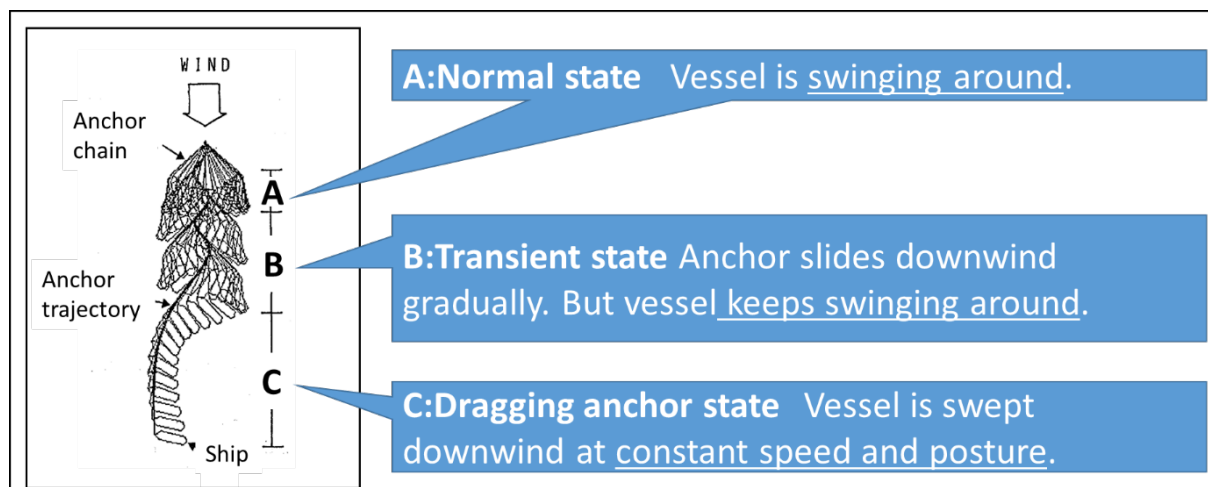 WIND
Anchor
chain
A
B
Anchor
trajectory
C
Ship
A:Normal state Vessel is swinging around.
B:Transient state Anchor slides downwind
gradually. But vessel keeps swinging around.
C:Dragging anchor state Vessel is swept
downwind at constant speed and posture.